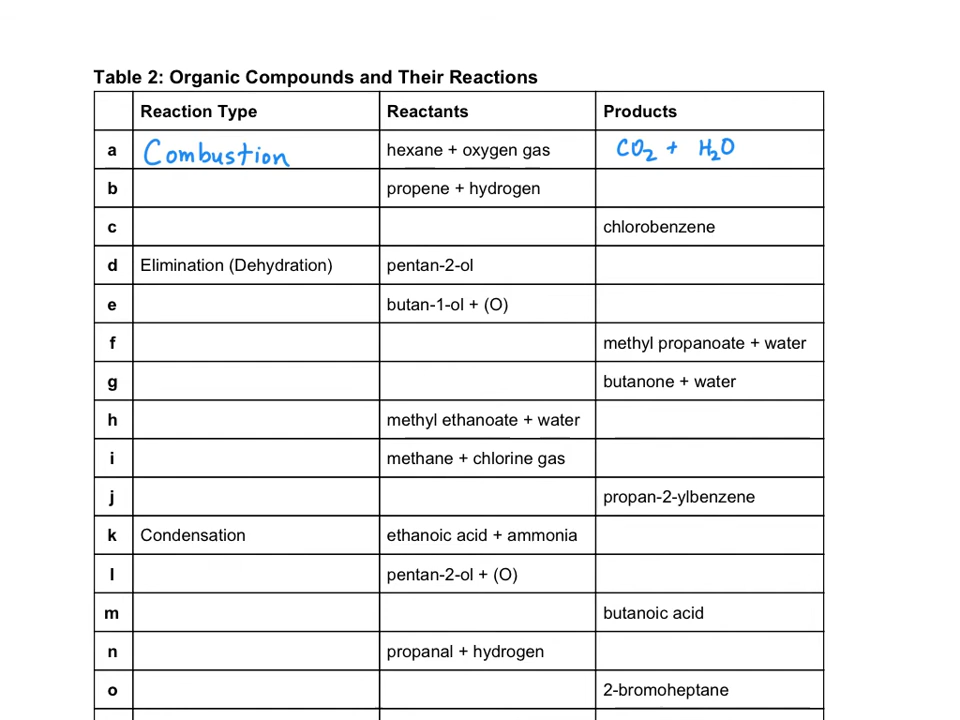 Table 2: Organic Compounds and Their Reactions
Reaction Type Reactants Products
a Combustion hexane + oxygen gas CO₂ + H₂O
b propene + hydrogen
c chlorobenzene
d Elimination (Dehydration) pentan-2-ol
e butan-1-ol + (O)
f methyl propanoate + water
g butanone + water
h methyl ethanoate + water
i methane + chlorine gas
j propan-2-ylbenzene
k Condensation ethanoic acid + ammonia
l pentan-2-ol + (O)
m butanoic acid
n propanal + hydrogen
o 2-bromoheptane